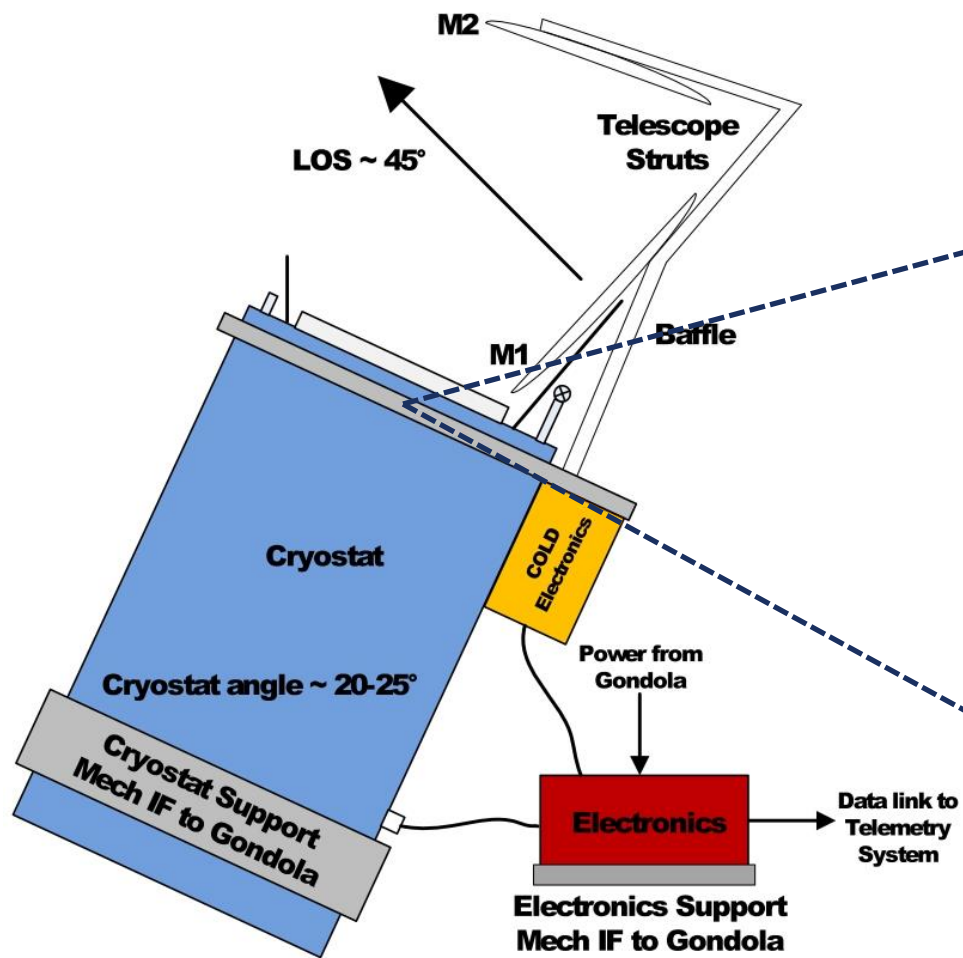 M2
Telescope
Struts
LOS ~ 45°
Baffle
M1
COLD
Electronics
Cryostat
Power from
Gondola
Cryostat angle ~ 20-25°
Cryostat Support
Mech IF to Gondola
Electronics
Data link to
Telemetry
System
Electronics Support
Mech IF to Gondola